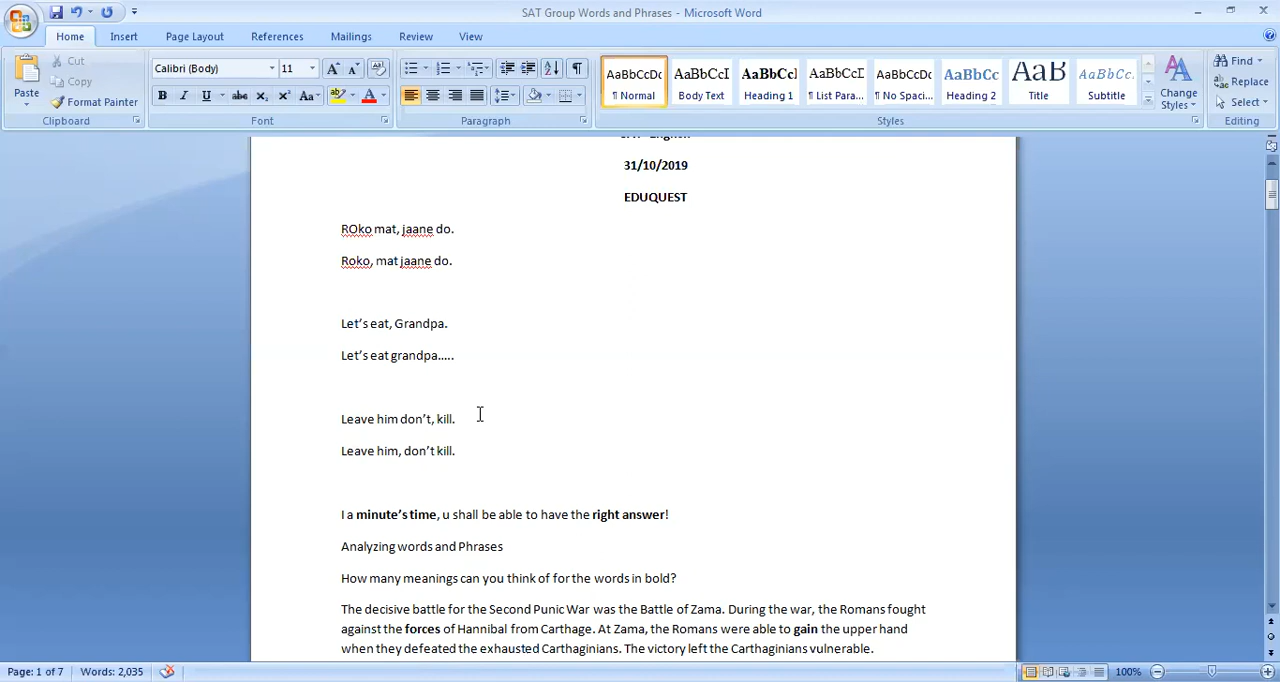 SAT Group Words and Phrases - Microsoft Word
Home Insert Page Layout References Mailings Review View
Cut
Copy
Paste
Format Painter
Clipboard
Calibri (Body) 11
Font
Paragraph
AaBbCcDc AaBbCcI AaBbCcl AaBbCcI AaBbCcDc AaBbCc AaB AaBbCc.
¶ Normal Body Text Heading 1 ¶ List Para... ¶ No Spaci... Heading 2 Title Subtitle
Change Styles
Styles
Find
Replace
Select
Editing
31/10/2019
EDUQUEST
ROko mat, jaane do.
Roko, mat jaane do.
Let's eat, Grandpa.
Let's eat grandpa.....
Leave him don't, kill.
Leave him, don't kill.
I a minute's time, u shall be able to have the right answer!
Analyzing words and Phrases
How many meanings can you think of for the words in bold?
The decisive battle for the Second Punic War was the Battle of Zama. During the war, the Romans fought
against the forces of Hannibal from Carthage. At Zama, the Romans were able to gain the upper hand
when they defeated the exhausted Carthaginians. The victory left the Carthaginians vulnerable.
Page: 1 of 7 Words: 2,035 100%